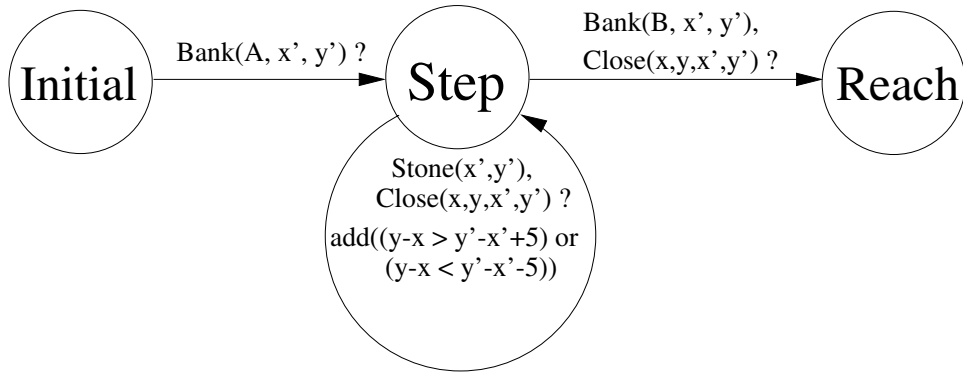 Initial
Bank(A, x', y') ?
Step
Bank(B, x', y'),
Close(x,y,x',y') ?
Reach
Stone(x',y'),
Close(x,y,x',y') ?
add((y-x > y'-x'+5) or
(y-x < y'-x'-5))